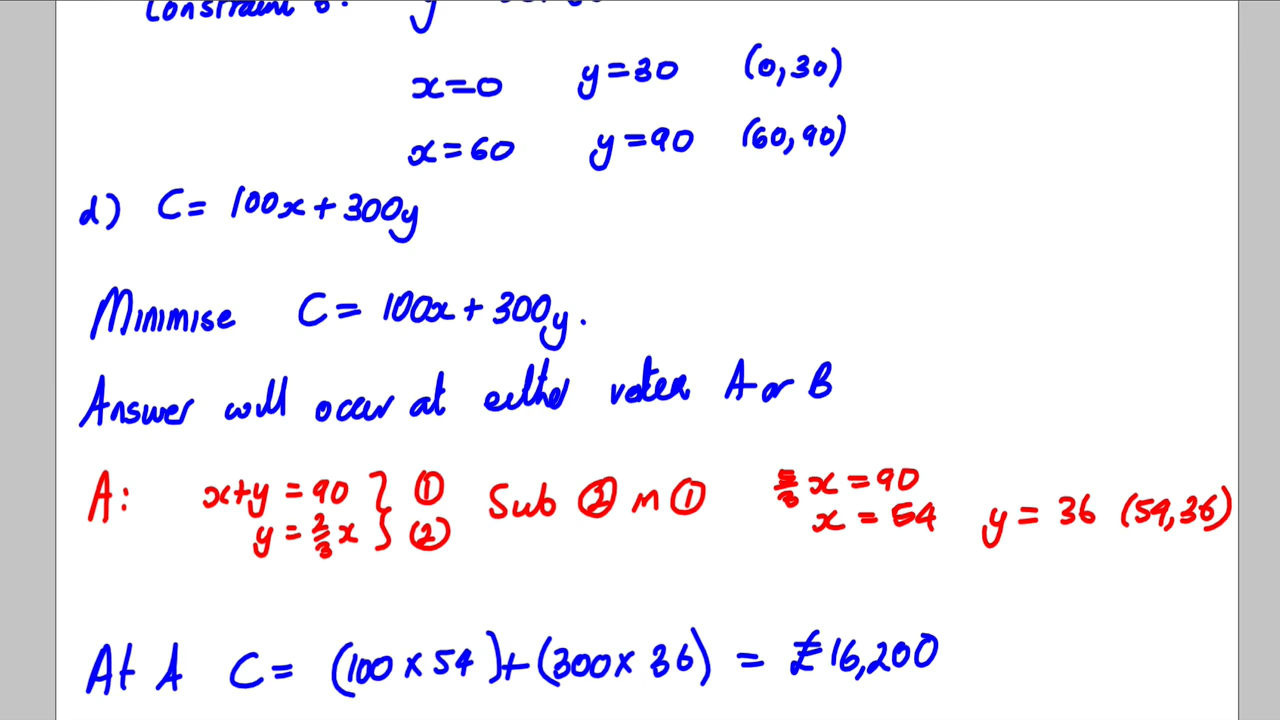 Constraint
x=0 y=30 (0,30)
x=60 y=90 (60,90)
d) C= 100x+300y
Minimise C= 100x+300y.
Answer will occur at either vertex A or B
A: x+y=90 } ① Sub ② in ① 5/3 x=90
y=2/3 x } ② x=54 y=36 (54,36)
At A C= (100×54)+(300×36) = £16,200